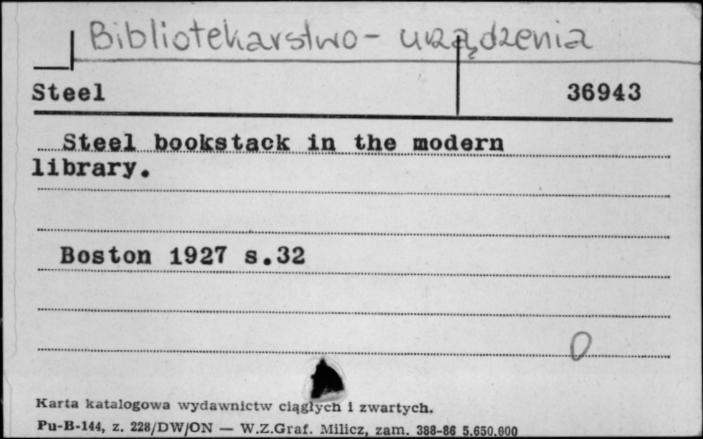 Bibliotekarstwo - urządzenia
Steel 36943
Steel bookstack in the modern
library.
Boston 1927 s.32
0
Karta katalogowa wydawnictw ciągłych i zwartych.
Pu-B-144, z. 228/DW/ON — W.Z.Graf. Milicz, zam. 388-86 5.650.000